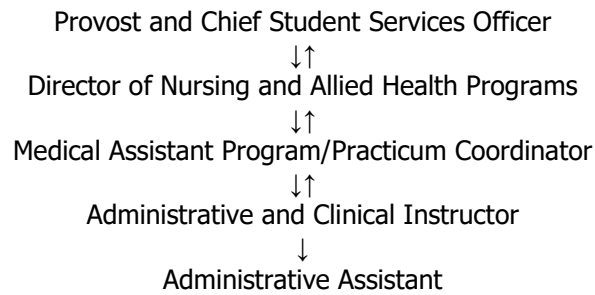 Provost and Chief Student Services Officer
↓↑
Director of Nursing and Allied Health Programs
↓↑
Medical Assistant Program/Practicum Coordinator
↓↑
Administrative and Clinical Instructor
↓
Administrative Assistant